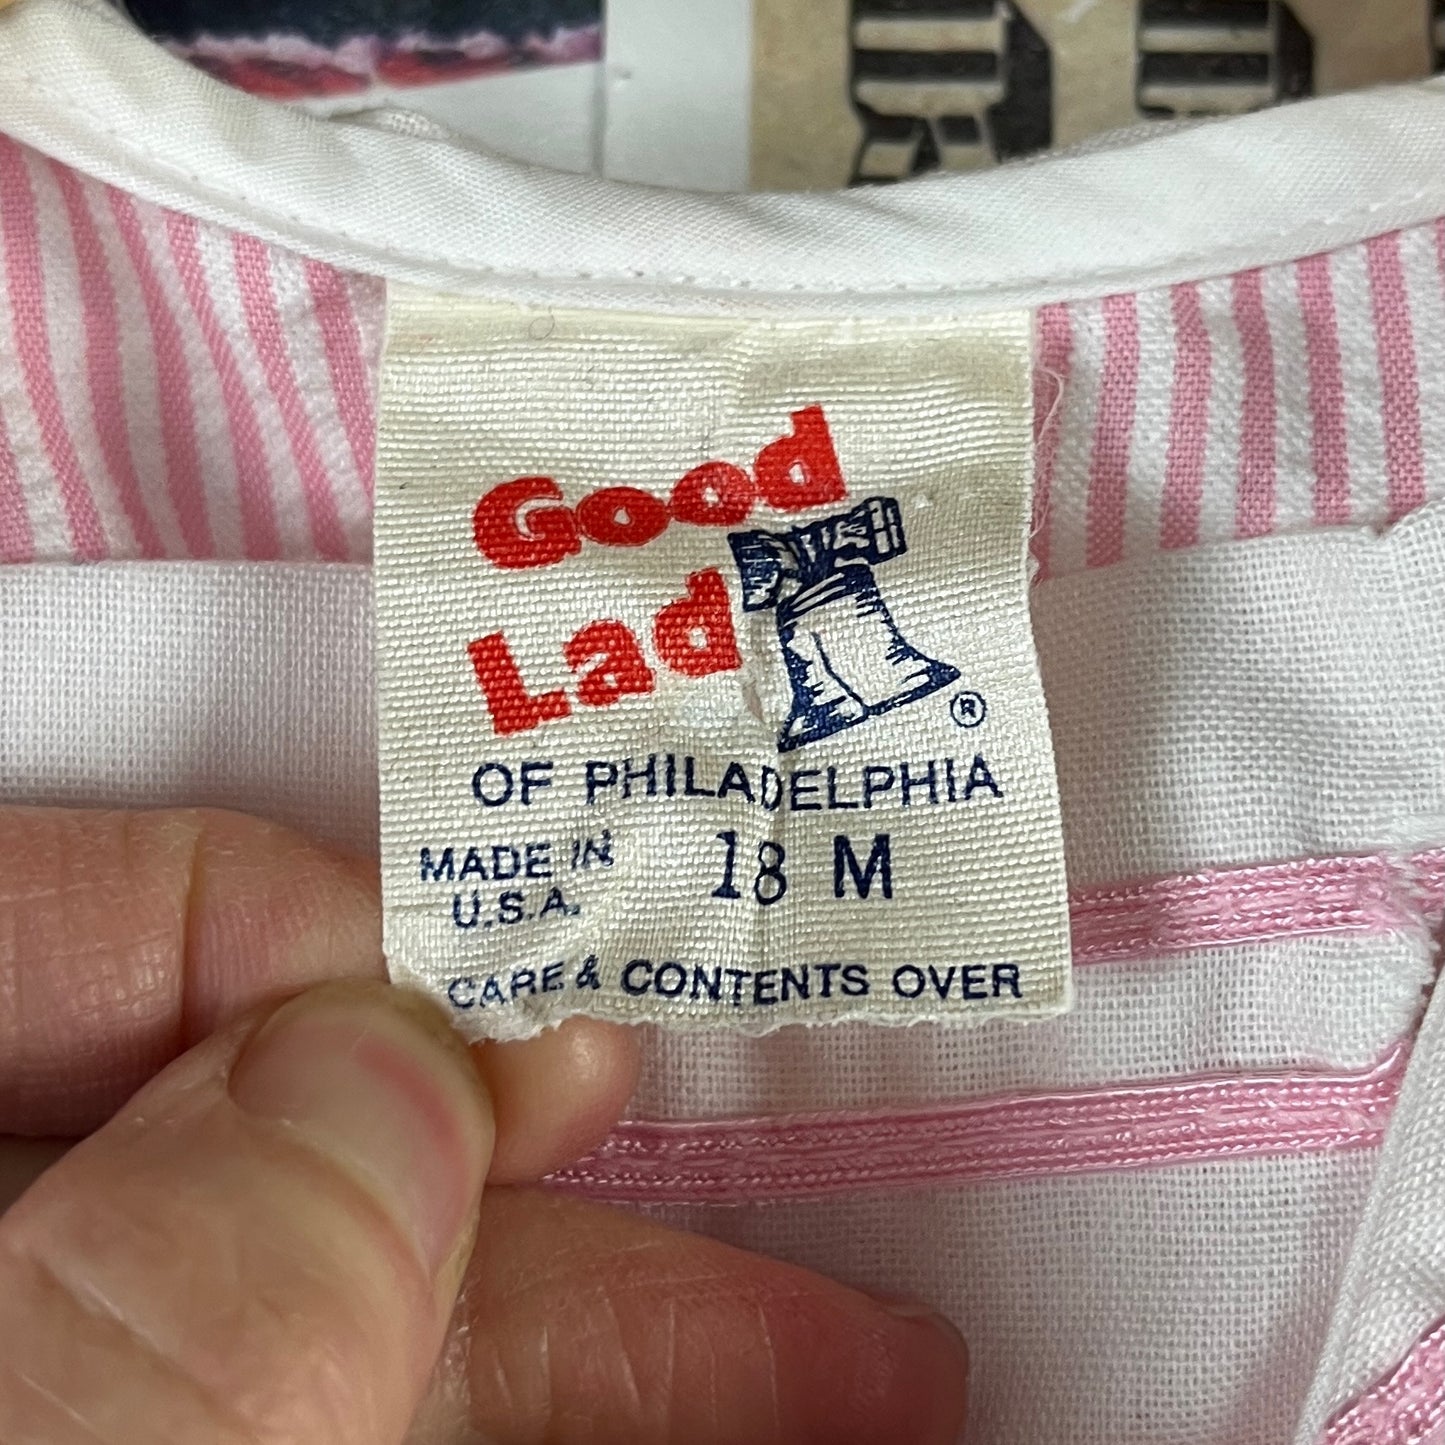 Good
Lad
®
OF PHILADELPHIA
MADE IN 18 M
U.S.A.
CARE & CONTENTS OVER